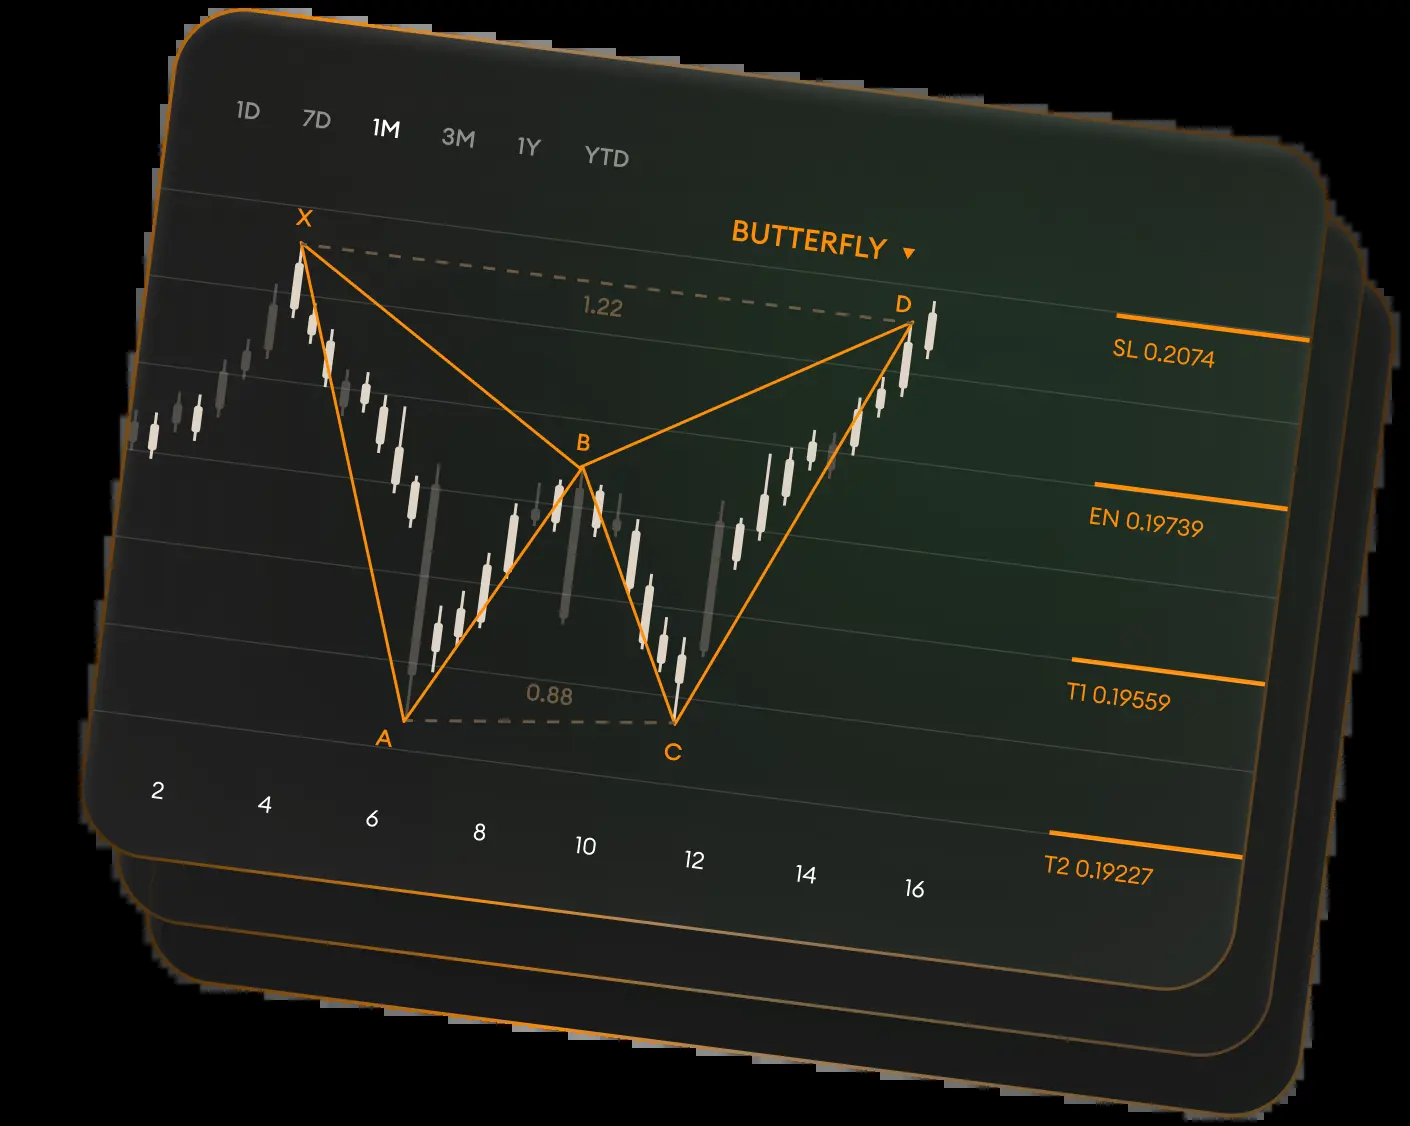 1D 7D 1M 3M 1Y YTD
X
BUTTERFLY
1.22
D
SL 0.2074
B
EN 0.19739
T1 0.19559
0.88
A
C
T2 0.19227
2 4 6 8 10 12 14 16